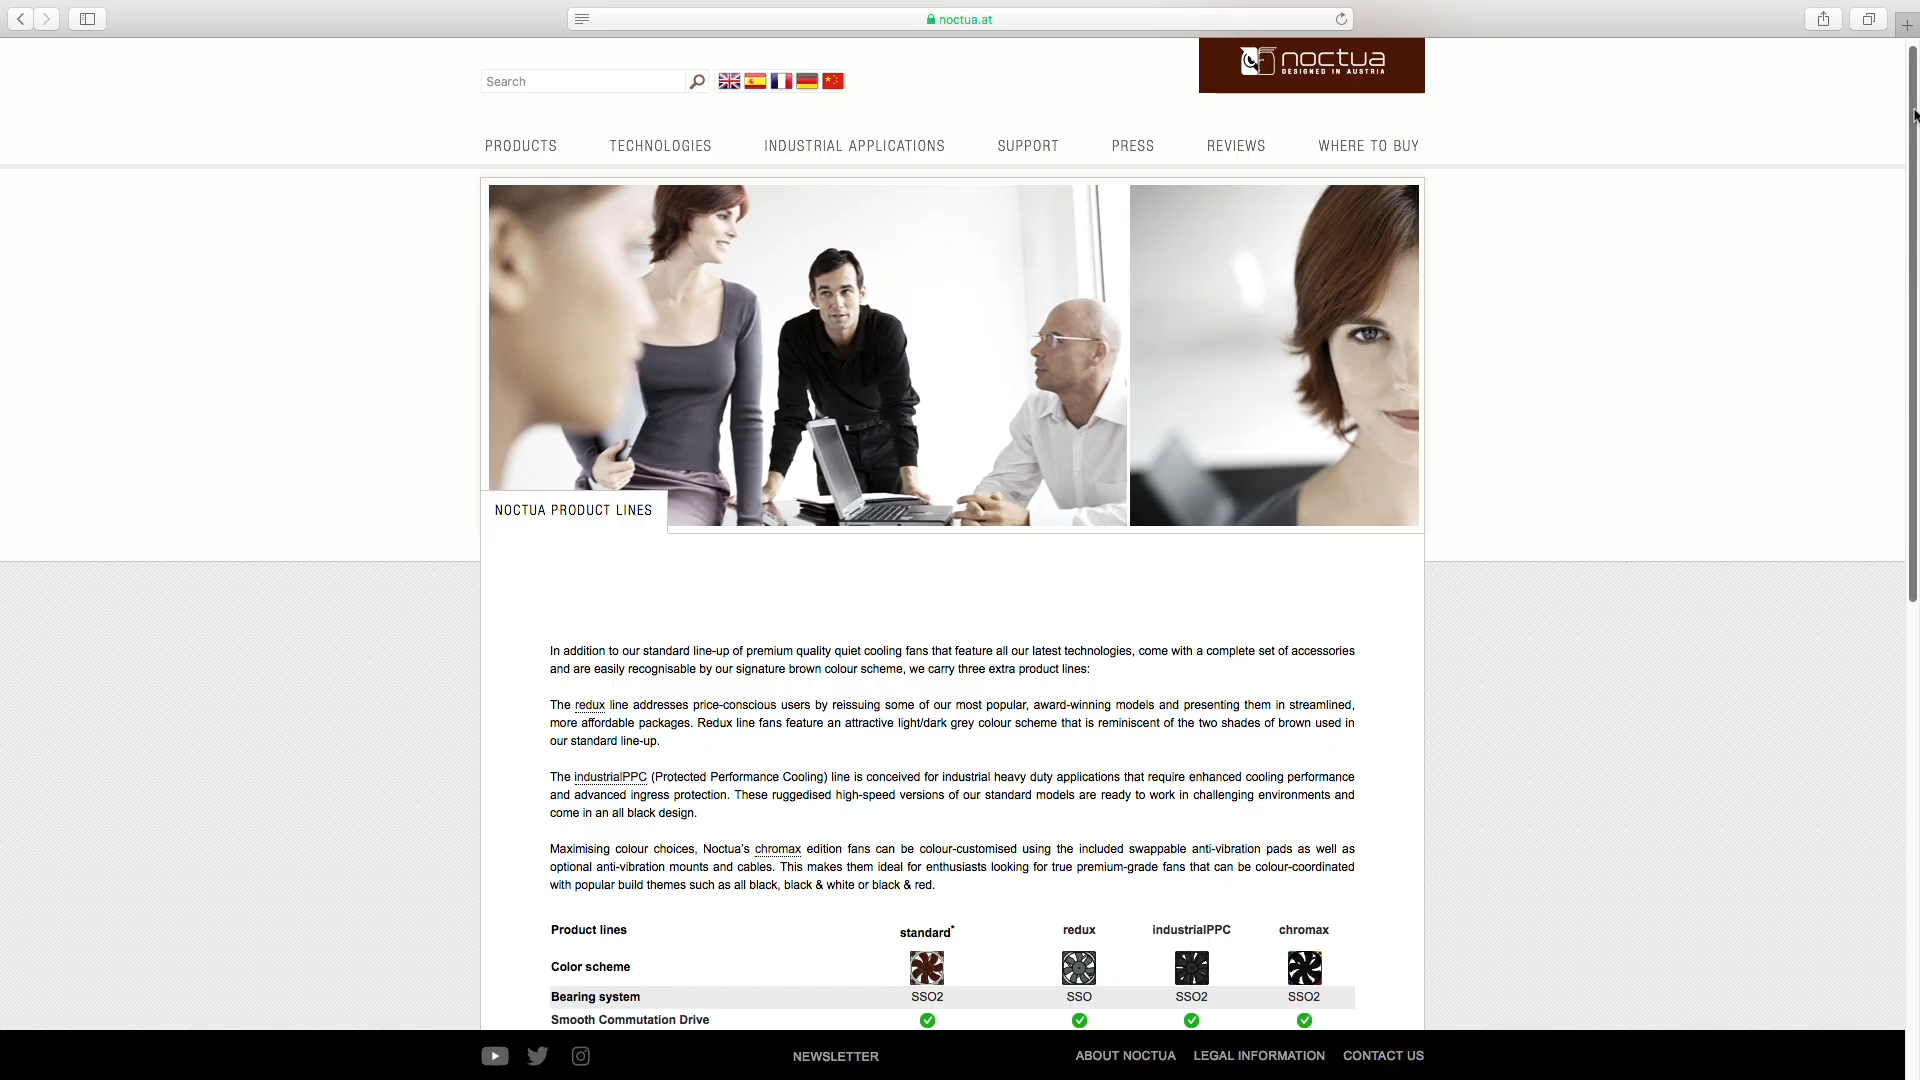 noctua.at
Search
noctua
DESIGNED IN AUSTRIA
PRODUCTS TECHNOLOGIES INDUSTRIAL APPLICATIONS SUPPORT PRESS REVIEWS WHERE TO BUY
NOCTUA PRODUCT LINES
In addition to our standard line-up of premium quality quiet cooling fans that feature all our latest technologies, come with a complete set of accessories
and are easily recognisable by our signature brown colour scheme, we carry three extra product lines:
The redux line addresses price-conscious users by reissuing some of our most popular, award-winning models and presenting them in streamlined,
more affordable packages. Redux line fans feature an attractive light/dark grey colour scheme that is reminiscent of the two shades of brown used in
our standard line-up.
The industrialPPC (Protected Performance Cooling) line is conceived for industrial heavy duty applications that require enhanced cooling performance
and advanced ingress protection. These ruggedised high-speed versions of our standard models are ready to work in challenging environments and
come in an all black design.
Maximising colour choices, Noctua’s chromax edition fans can be colour-customised using the included swappable anti-vibration pads as well as
optional anti-vibration mounts and cables. This makes them ideal for enthusiasts looking for true premium-grade fans that can be colour-coordinated
with popular build themes such as all black, black & white or black & red.
Product lines standard* redux industrialPPC chromax
Color scheme
Bearing system SSO2 SSO SSO2 SSO2
Smooth Commutation Drive
NEWSLETTER ABOUT NOCTUA LEGAL INFORMATION CONTACT US